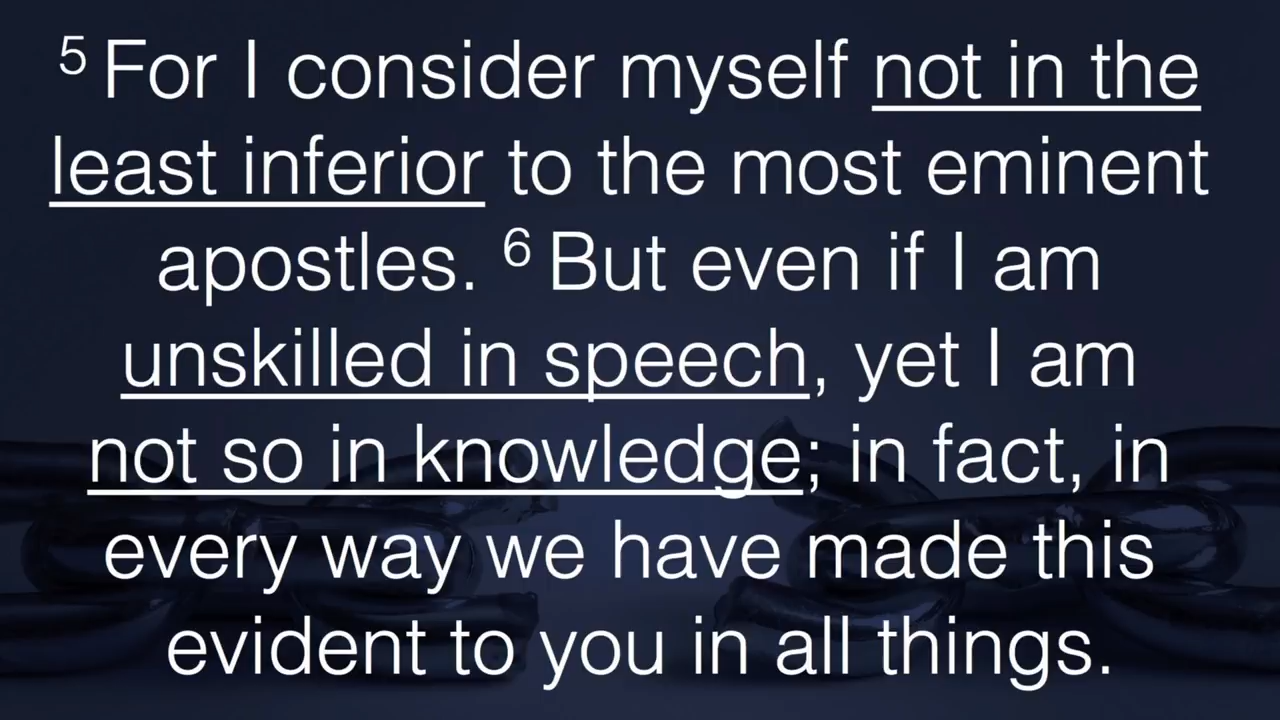 ⁵ For I consider myself not in the
least inferior to the most eminent
apostles. ⁶ But even if I am
unskilled in speech, yet I am
not so in knowledge; in fact, in
every way we have made this
evident to you in all things.